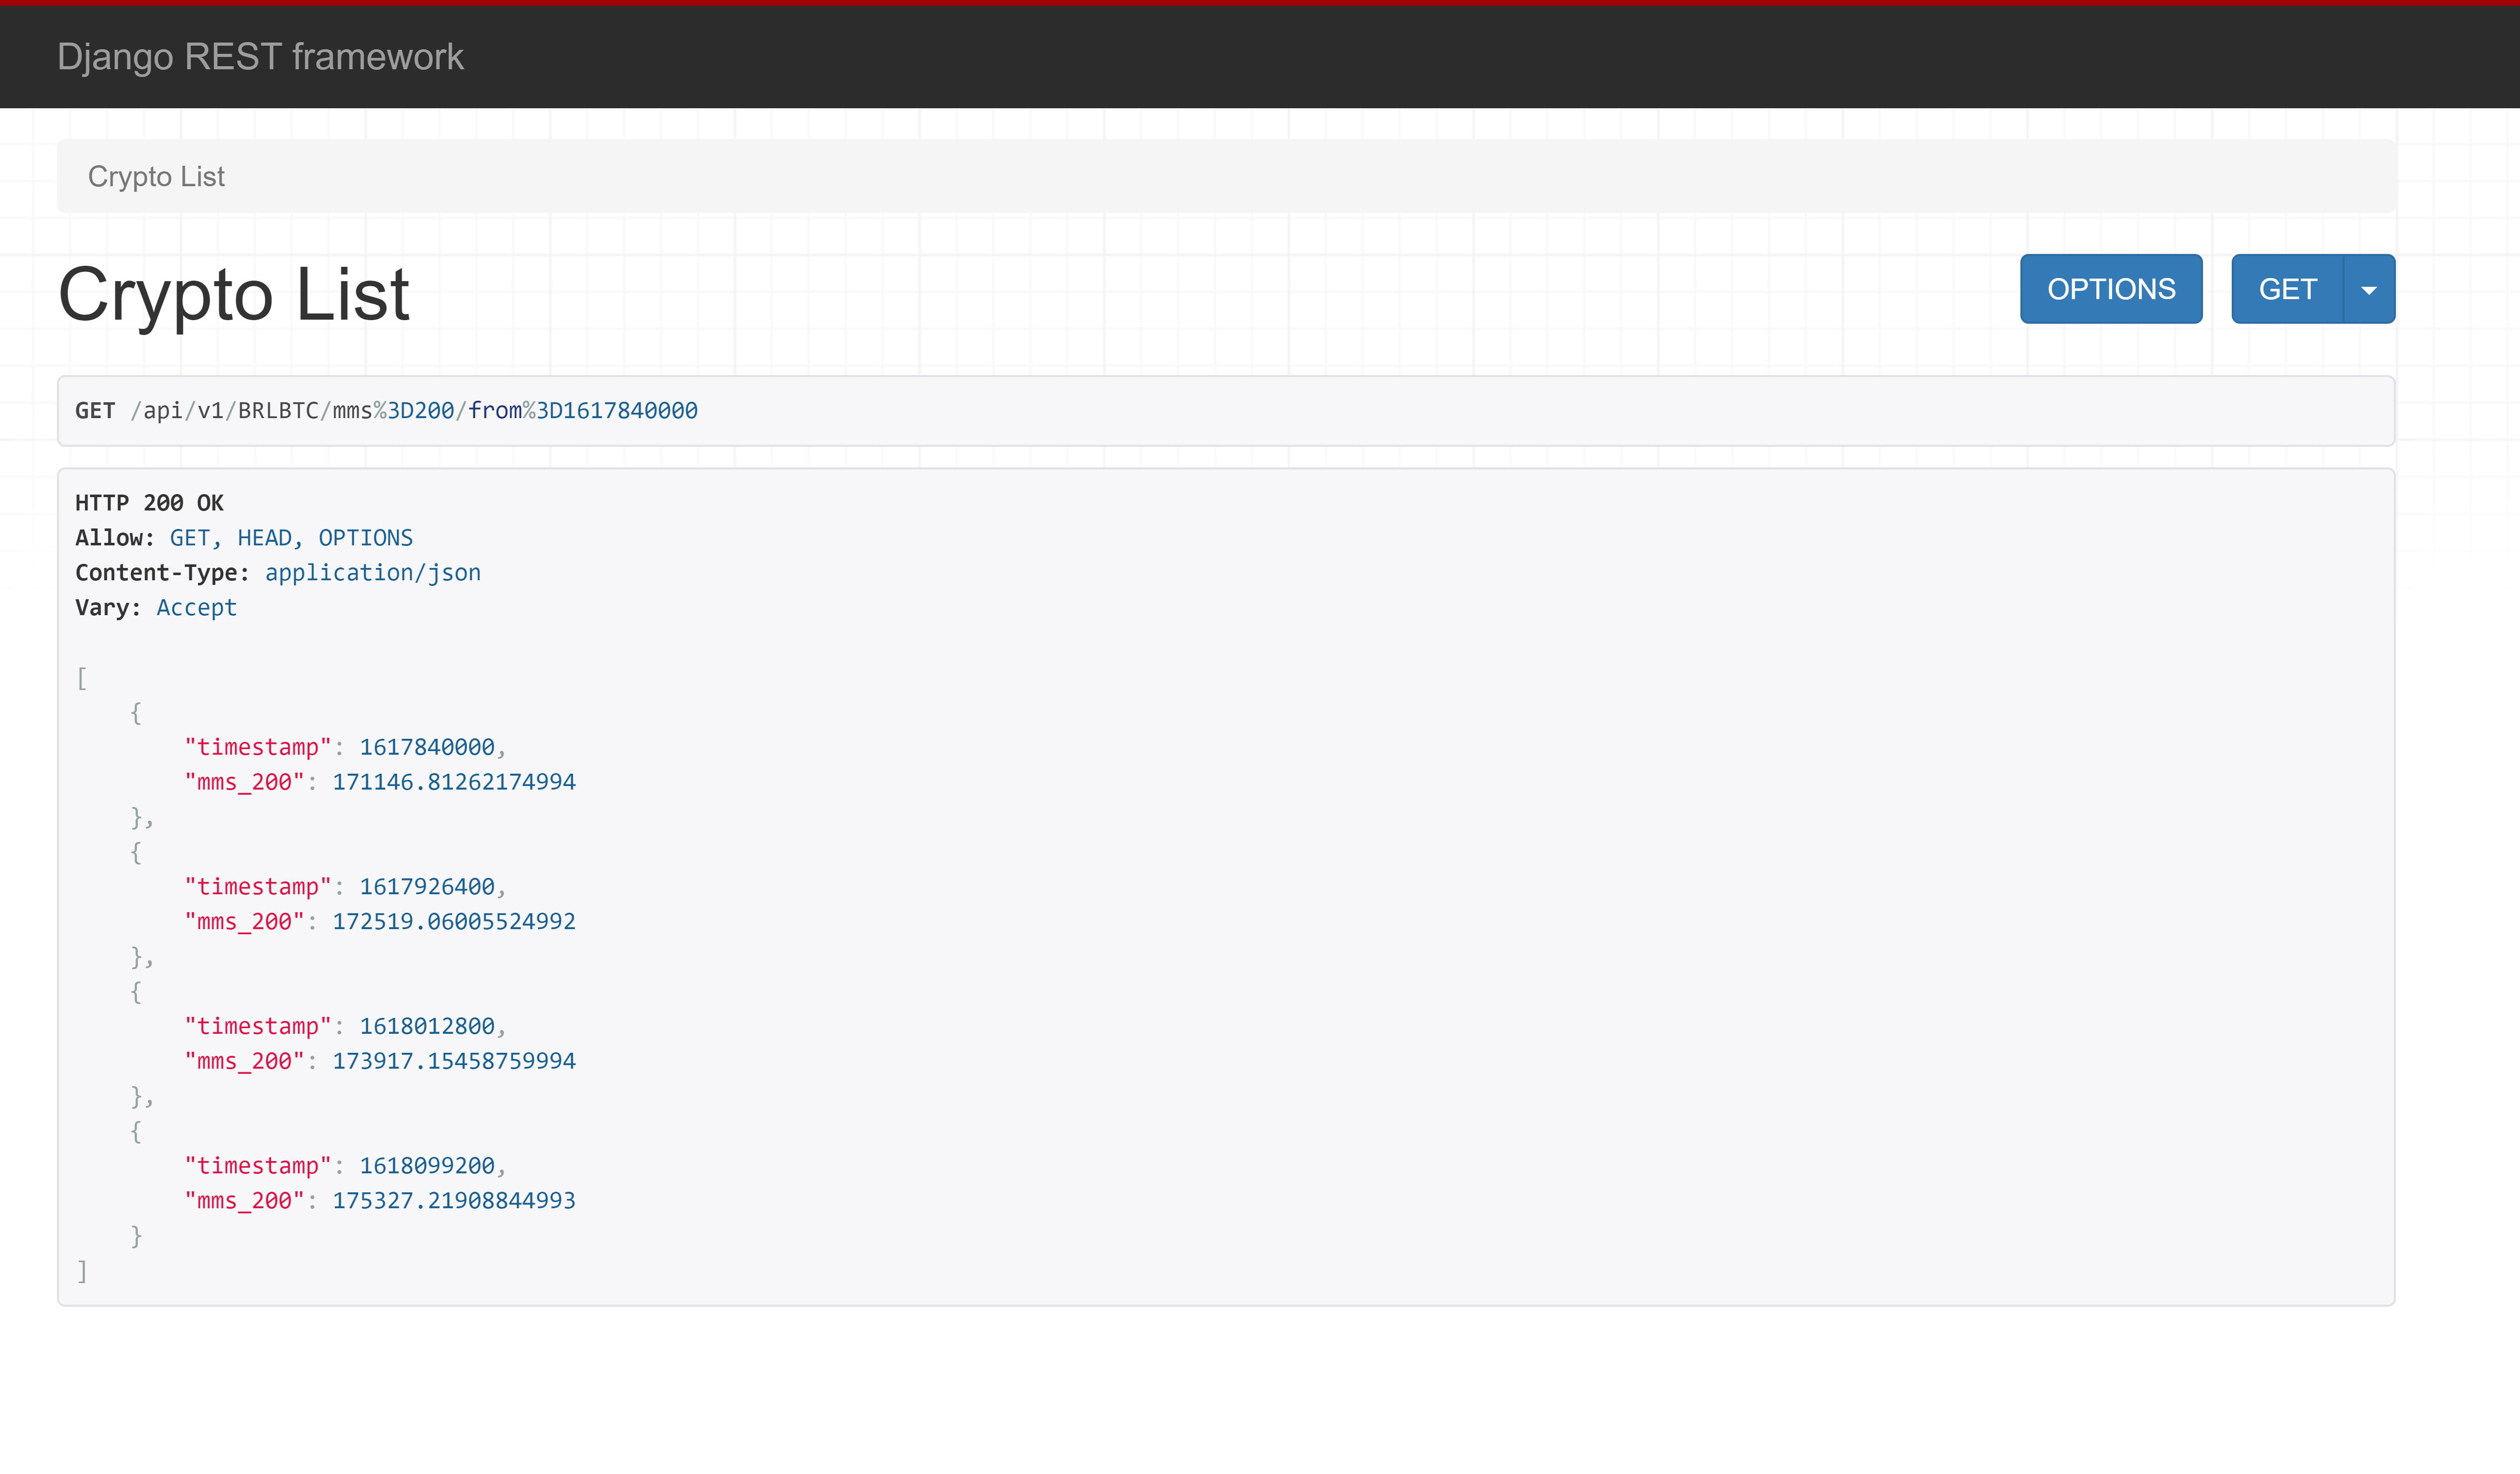 Django REST framework
Crypto List
Crypto List
OPTIONS
GET
GET /api/v1/BRLBTC/mms%3D200/from%3D1617840000
HTTP 200 OK
Allow: GET, HEAD, OPTIONS
Content-Type: application/json
Vary: Accept
[
    {
        "timestamp": 1617840000,
        "mms_200": 171146.81262174994
    },
    {
        "timestamp": 1617926400,
        "mms_200": 172519.06005524992
    },
    {
        "timestamp": 1618012800,
        "mms_200": 173917.15458759994
    },
    {
        "timestamp": 1618099200,
        "mms_200": 175327.21908844993
    }
]